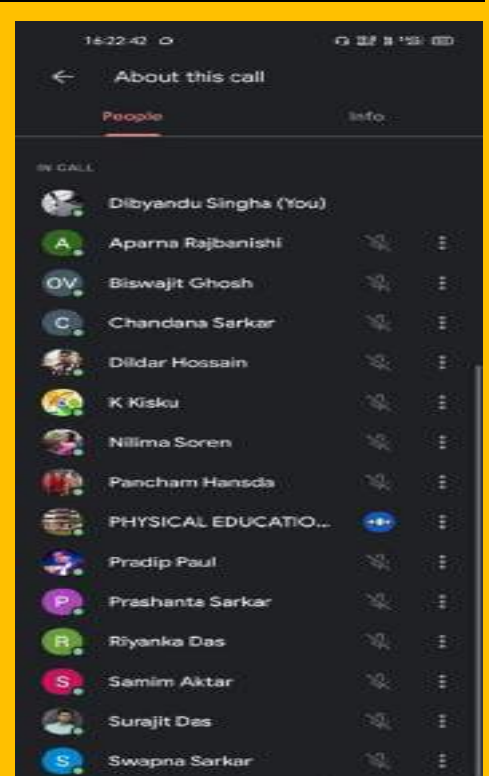 16:22:42
About this call
People Info
IN CALL
Dibyandu Singha (You)
A Aparna Rajbanishi
OV Biswajit Ghosh
C Chandana Sarkar
Dildar Hossain
K Kisku
Nilima Soren
Pancham Hansda
PHYSICAL EDUCATIO...
Pradip Paul
P Prashanta Sarkar
R Riyanka Das
S Samim Aktar
Surajit Das
S Swapna Sarkar